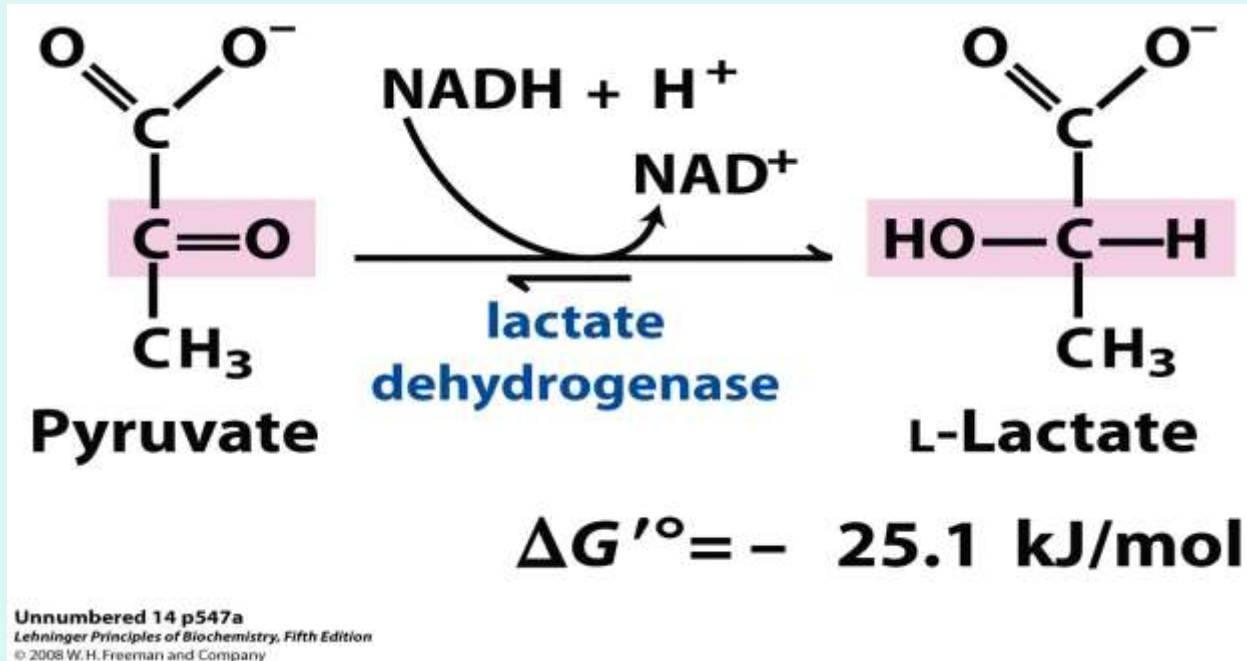 O O⁻
C
C=O
CH₃
Pyruvate
NADH + H⁺
NAD⁺
lactate
dehydrogenase
O O⁻
C
HO—C—H
CH₃
L-Lactate
ΔG′°= – 25.1 kJ/mol
Unnumbered 14 p547a
Lehninger Principles of Biochemistry, Fifth Edition
© 2008 W. H. Freeman and Company